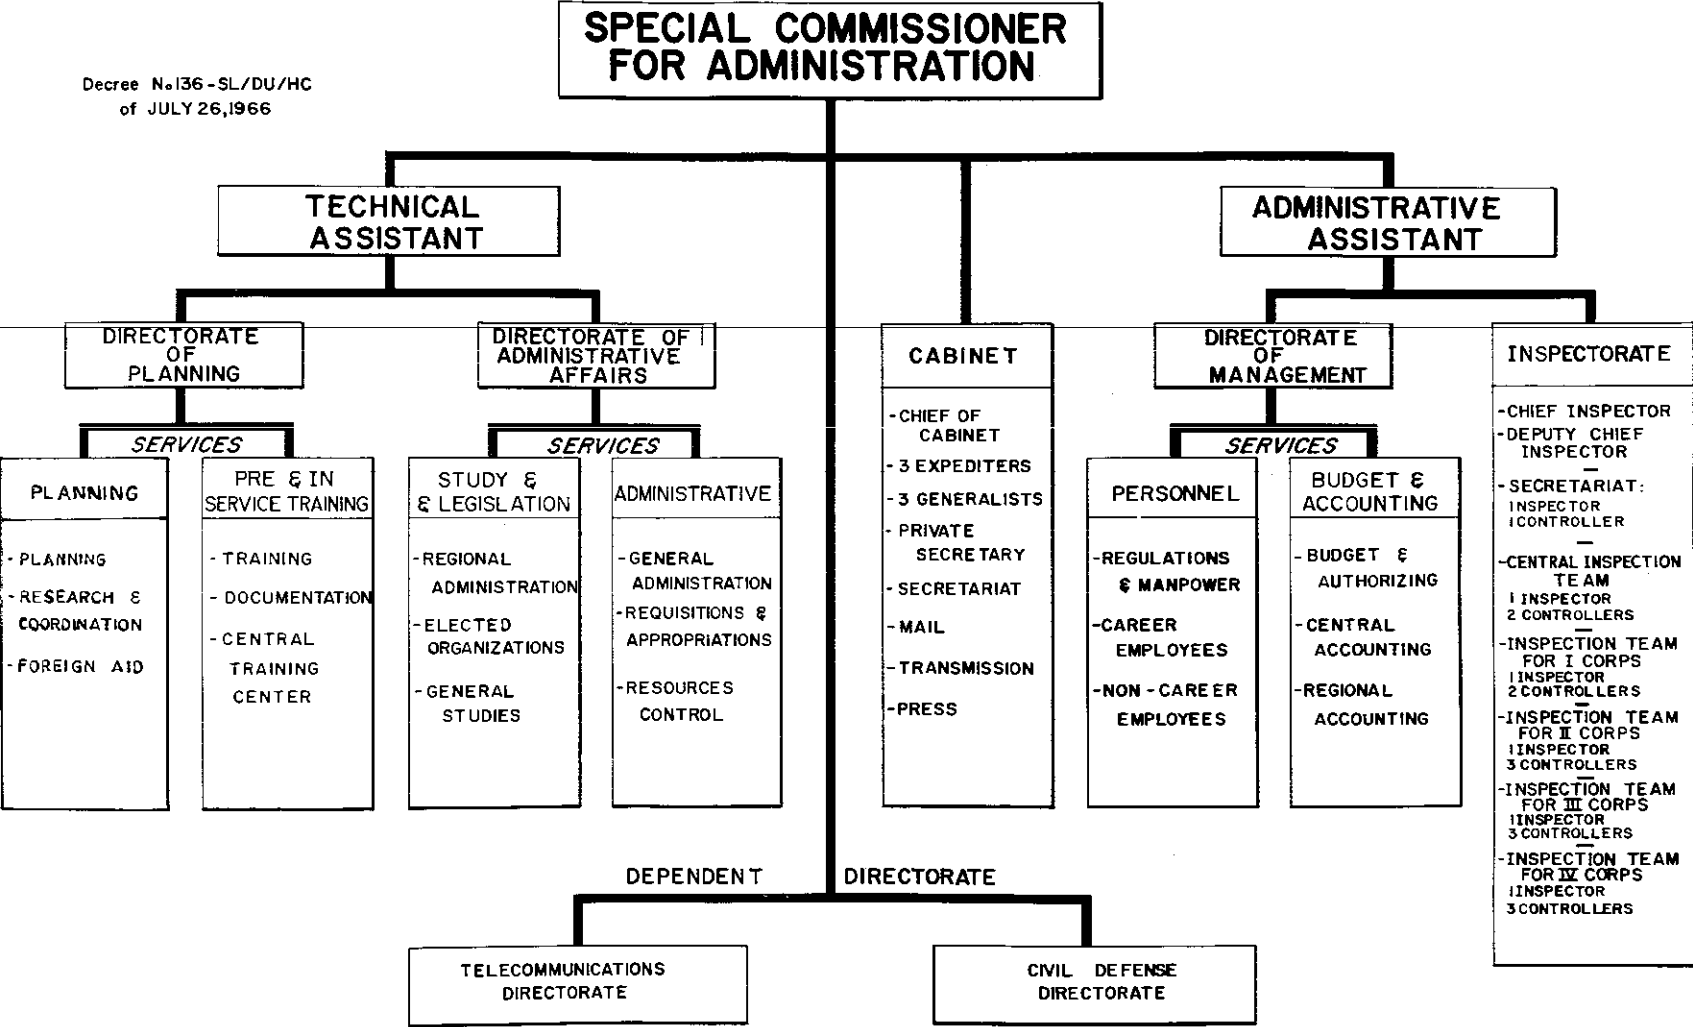 SPECIAL COMMISSIONER
FOR ADMINISTRATION
Decree No 136-SL/DU/HC
of JULY 26,1966
TECHNICAL
ASSISTANT
ADMINISTRATIVE
ASSISTANT
DIRECTORATE
OF
PLANNING
DIRECTORATE OF
ADMINISTRATIVE
AFFAIRS
CABINET
DIRECTORATE
OF
MANAGEMENT
INSPECTORATE
SERVICES
SERVICES
SERVICES
PLANNING
-PLANNING
-RESEARCH &
COORDINATION
-FOREIGN AID
PRE & IN
SERVICE TRAINING
-TRAINING
-DOCUMENTATION
-CENTRAL
TRAINING
CENTER
STUDY &
& LEGISLATION
-REGIONAL
ADMINISTRATION
-ELECTED
ORGANIZATIONS
-GENERAL
STUDIES
ADMINISTRATIVE
-GENERAL
ADMINISTRATION
-REQUISITIONS &
APPROPRIATIONS
-RESOURCES
CONTROL
-CHIEF OF
CABINET
-3 EXPEDITERS
-3 GENERALISTS
-PRIVATE
SECRETARY
-SECRETARIAT
-MAIL
-TRANSMISSION
-PRESS
PERSONNEL
-REGULATIONS
& MANPOWER
-CAREER
EMPLOYEES
-NON-CAREER
EMPLOYEES
BUDGET &
ACCOUNTING
-BUDGET &
AUTHORIZING
-CENTRAL
ACCOUNTING
-REGIONAL
ACCOUNTING
-CHIEF INSPECTOR
-DEPUTY CHIEF
INSPECTOR
-SECRETARIAT:
1 INSPECTOR
1 CONTROLLER
-CENTRAL INSPECTION
TEAM
1 INSPECTOR
2 CONTROLLERS
-INSPECTION TEAM
FOR I CORPS
1 INSPECTOR
2 CONTROLLERS
-INSPECTION TEAM
FOR II CORPS
1 INSPECTOR
3 CONTROLLERS
-INSPECTION TEAM
FOR III CORPS
1 INSPECTOR
3 CONTROLLERS
-INSPECTION TEAM
FOR IV CORPS
1 INSPECTOR
3 CONTROLLERS
DEPENDENT DIRECTORATE
TELECOMMUNICATIONS
DIRECTORATE
CIVIL DEFENSE
DIRECTORATE